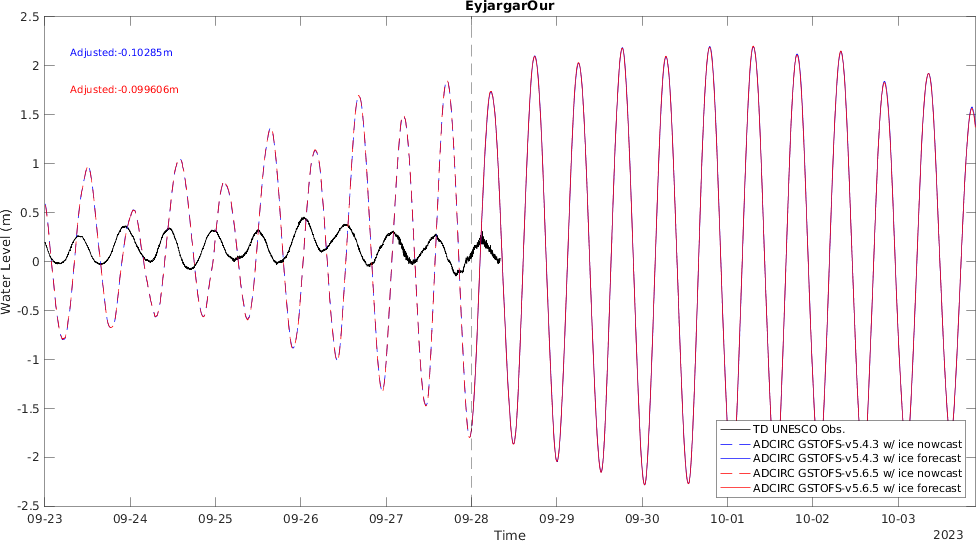 EyjargarOur
Adjusted:-0.10285m
Adjusted:-0.099606m
Water Level (m)
2.5
2
1.5
1
0.5
0
-0.5
-1
-1.5
-2
-2.5
TD UNESCO Obs.
ADCIRC GSTOFS-v5.4.3 w/ ice nowcast
ADCIRC GSTOFS-v5.4.3 w/ ice forecast
ADCIRC GSTOFS-v5.6.5 w/ ice nowcast
ADCIRC GSTOFS-v5.6.5 w/ ice forecast
09-23 09-24 09-25 09-26 09-27 09-28 09-29 09-30 10-01 10-02 10-03
Time
2023